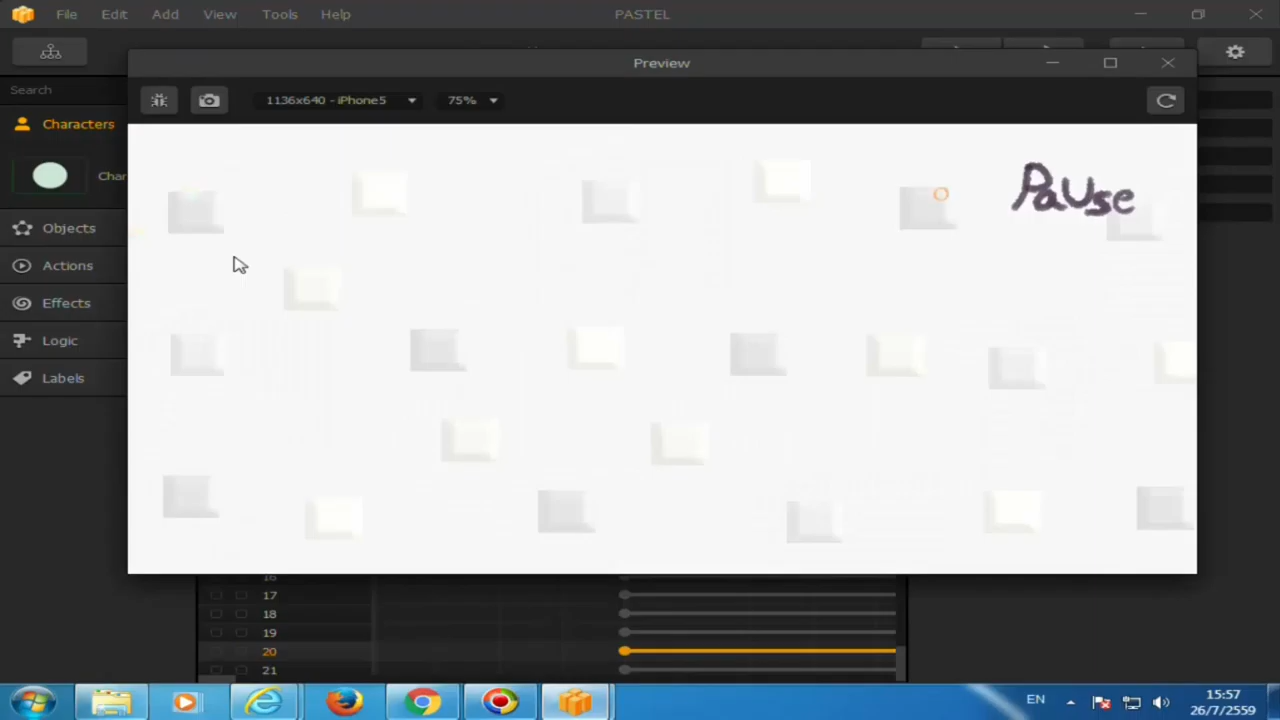 File Edit Add View Tools Help PASTEL
Preview
Search
1136x640 - iPhone5 75%
Characters
Char
Pause
Objects
Actions
Effects
Logic
Labels
16
17
18
19
20
21
EN 15:57
26/7/2559